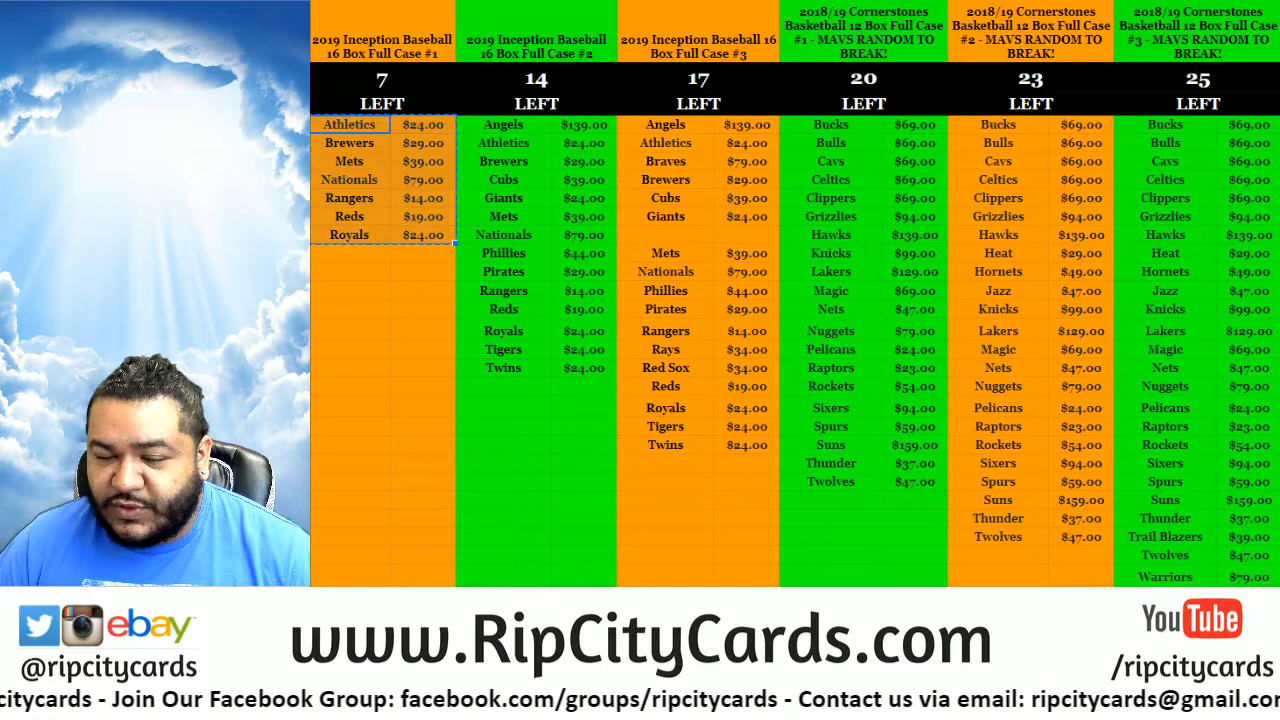 2019 Inception Baseball
16 Box Full Case #1
7
LEFT
Athletics $24.00
Brewers $29.00
Mets $39.00
Nationals $79.00
Rangers $14.00
Reds $19.00
Royals $24.00
2019 Inception Baseball
16 Box Full Case #2
14
LEFT
Angels $139.00
Athletics $24.00
Brewers $29.00
Cubs $39.00
Giants $24.00
Mets $39.00
Nationals $79.00
Phillies $44.00
Pirates $29.00
Rangers $14.00
Reds $19.00
Royals $24.00
Tigers $24.00
Twins $24.00
2019 Inception Baseball 16
Box Full Case #3
17
LEFT
Angels $139.00
Athletics $24.00
Braves $79.00
Brewers $29.00
Cubs $39.00
Giants $24.00
Mets $39.00
Nationals $79.00
Phillies $44.00
Pirates $29.00
Rangers $14.00
Rays $34.00
Red Sox $34.00
Reds $19.00
Royals $24.00
Tigers $24.00
Twins $24.00
2018/19 Cornerstones
Basketball 12 Box Full Case
#1 - MAVS RANDOM TO
BREAK!
20
LEFT
Bucks $69.00
Bulls $69.00
Cavs $69.00
Celtics $69.00
Clippers $69.00
Grizzlies $94.00
Hawks $139.00
Knicks $99.00
Lakers $129.00
Magic $69.00
Nets $47.00
Nuggets $79.00
Pelicans $24.00
Raptors $23.00
Rockets $54.00
Sixers $94.00
Spurs $59.00
Suns $159.00
Thunder $37.00
Twolves $47.00
2018/19 Cornerstones
Basketball 12 Box Full Case
#2 - MAVS RANDOM TO
BREAK!
23
LEFT
Bucks $69.00
Bulls $69.00
Cavs $69.00
Celtics $69.00
Clippers $69.00
Grizzlies $94.00
Hawks $139.00
Heat $29.00
Hornets $49.00
Jazz $47.00
Knicks $99.00
Lakers $129.00
Magic $69.00
Nets $47.00
Nuggets $79.00
Pelicans $24.00
Raptors $23.00
Rockets $54.00
Sixers $94.00
Spurs $59.00
Suns $159.00
Thunder $37.00
Twolves $47.00
2018/19 Cornerstones
Basketball 12 Box Full Case
#3 - MAVS RANDOM TO
BREAK!
25
LEFT
Bucks $69.00
Bulls $69.00
Cavs $69.00
Celtics $69.00
Clippers $69.00
Grizzlies $94.00
Hawks $139.00
Heat $29.00
Hornets $49.00
Jazz $47.00
Knicks $99.00
Lakers $129.00
Magic $69.00
Nets $47.00
Nuggets $79.00
Pelicans $24.00
Raptors $23.00
Rockets $54.00
Sixers $94.00
Spurs $59.00
Suns $159.00
Thunder $37.00
Trail Blazers $39.00
Twolves $47.00
Warriors $79.00
ebay
@ripcitycards
www.RipCityCards.com
YouTube
/ripcitycards
citycards - Join Our Facebook Group: facebook.com/groups/ripcitycards - Contact us via email: ripcitycards@gmail.co